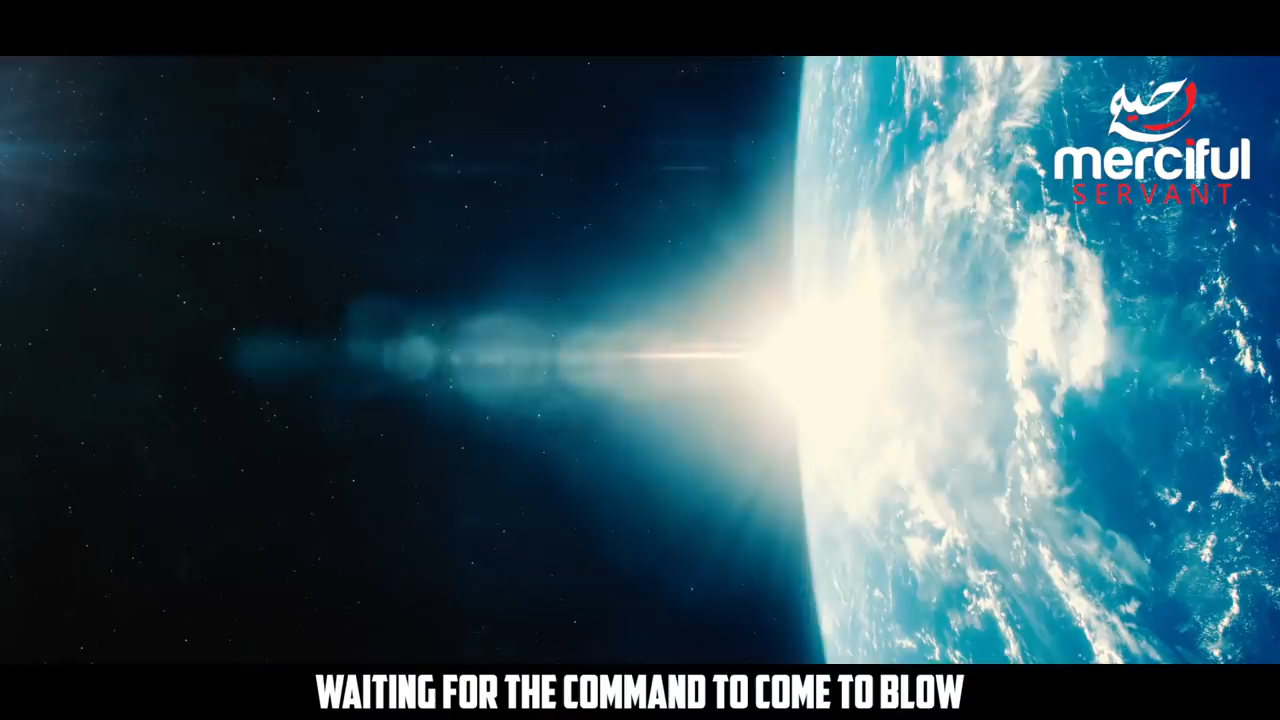 merciful
SERVANT
WAITING FOR THE COMMAND TO COME TO BLOW